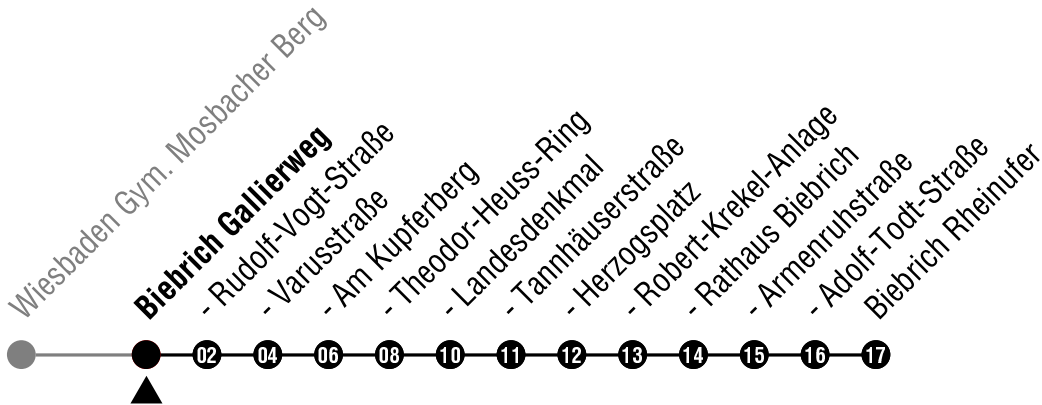 Wiesbaden Gym. Mosbacher Berg
Biebrich Gallierweg
- Rudolf-Vogt-Straße
- Varusstraße
- Am Kupferberg
- Theodor-Heuss-Ring
- Landesdenkmal
- Tannhäuserstraße
- Herzogsplatz
- Robert-Krekel-Anlage
- Rathaus Biebrich
- Armenruhstraße
- Adolf-Todt-Straße
Biebrich Rheinufer
02 04 06 08 10 11 12 13 14 15 16 17